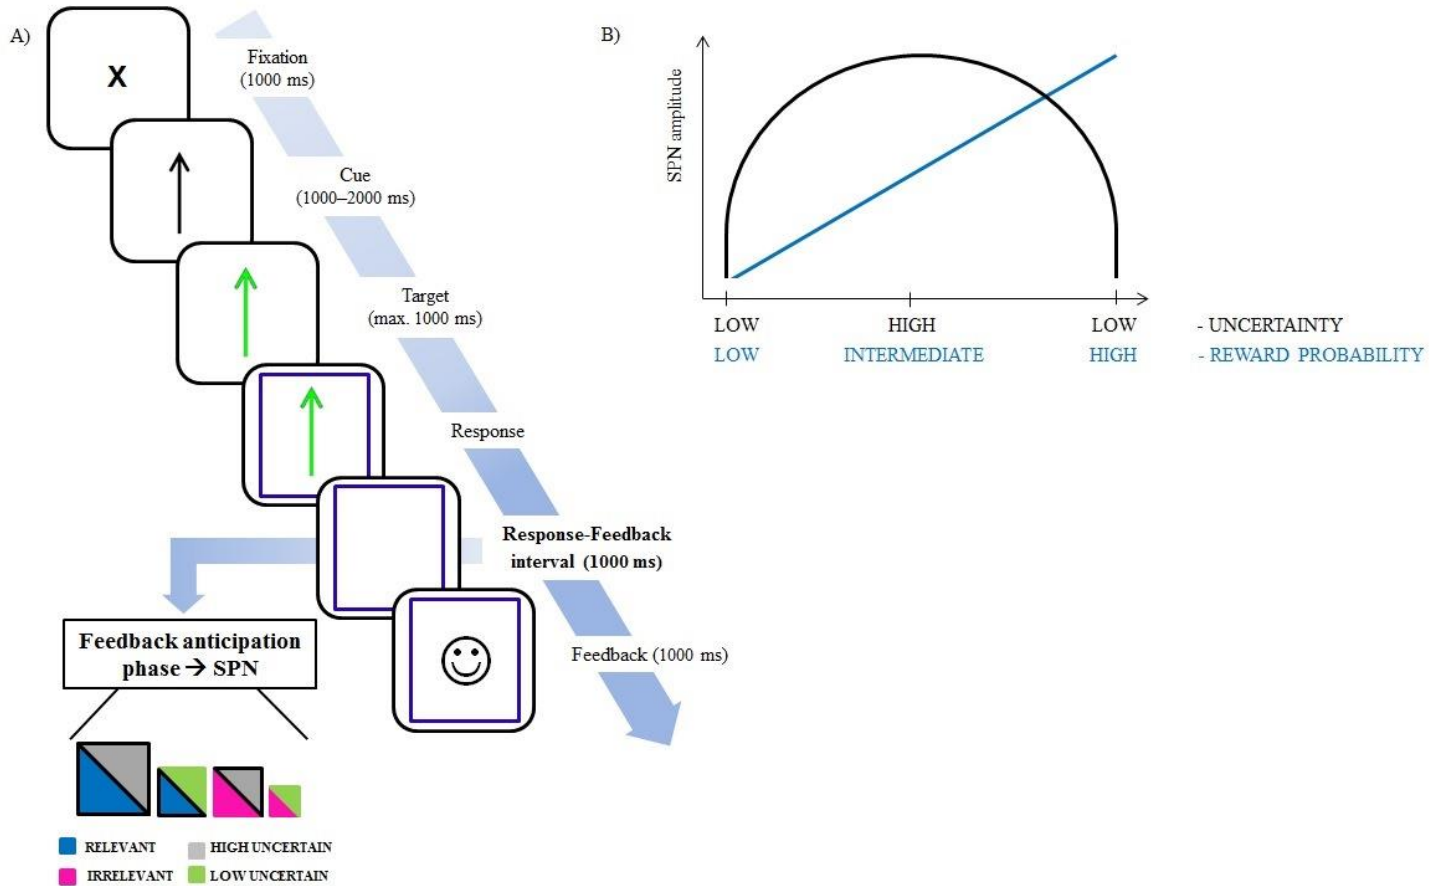 A)
X
Fixation
(1000 ms)
Cue
(1000–2000 ms)
Target
(max. 1000 ms)
Response
Response-Feedback
interval (1000 ms)
Feedback (1000 ms)
Feedback anticipation
phase → SPN
RELEVANT
HIGH UNCERTAIN
IRRELEVANT
LOW UNCERTAIN
B)
SPN amplitude
LOW HIGH LOW - UNCERTAINTY
LOW INTERMEDIATE HIGH - REWARD PROBABILITY